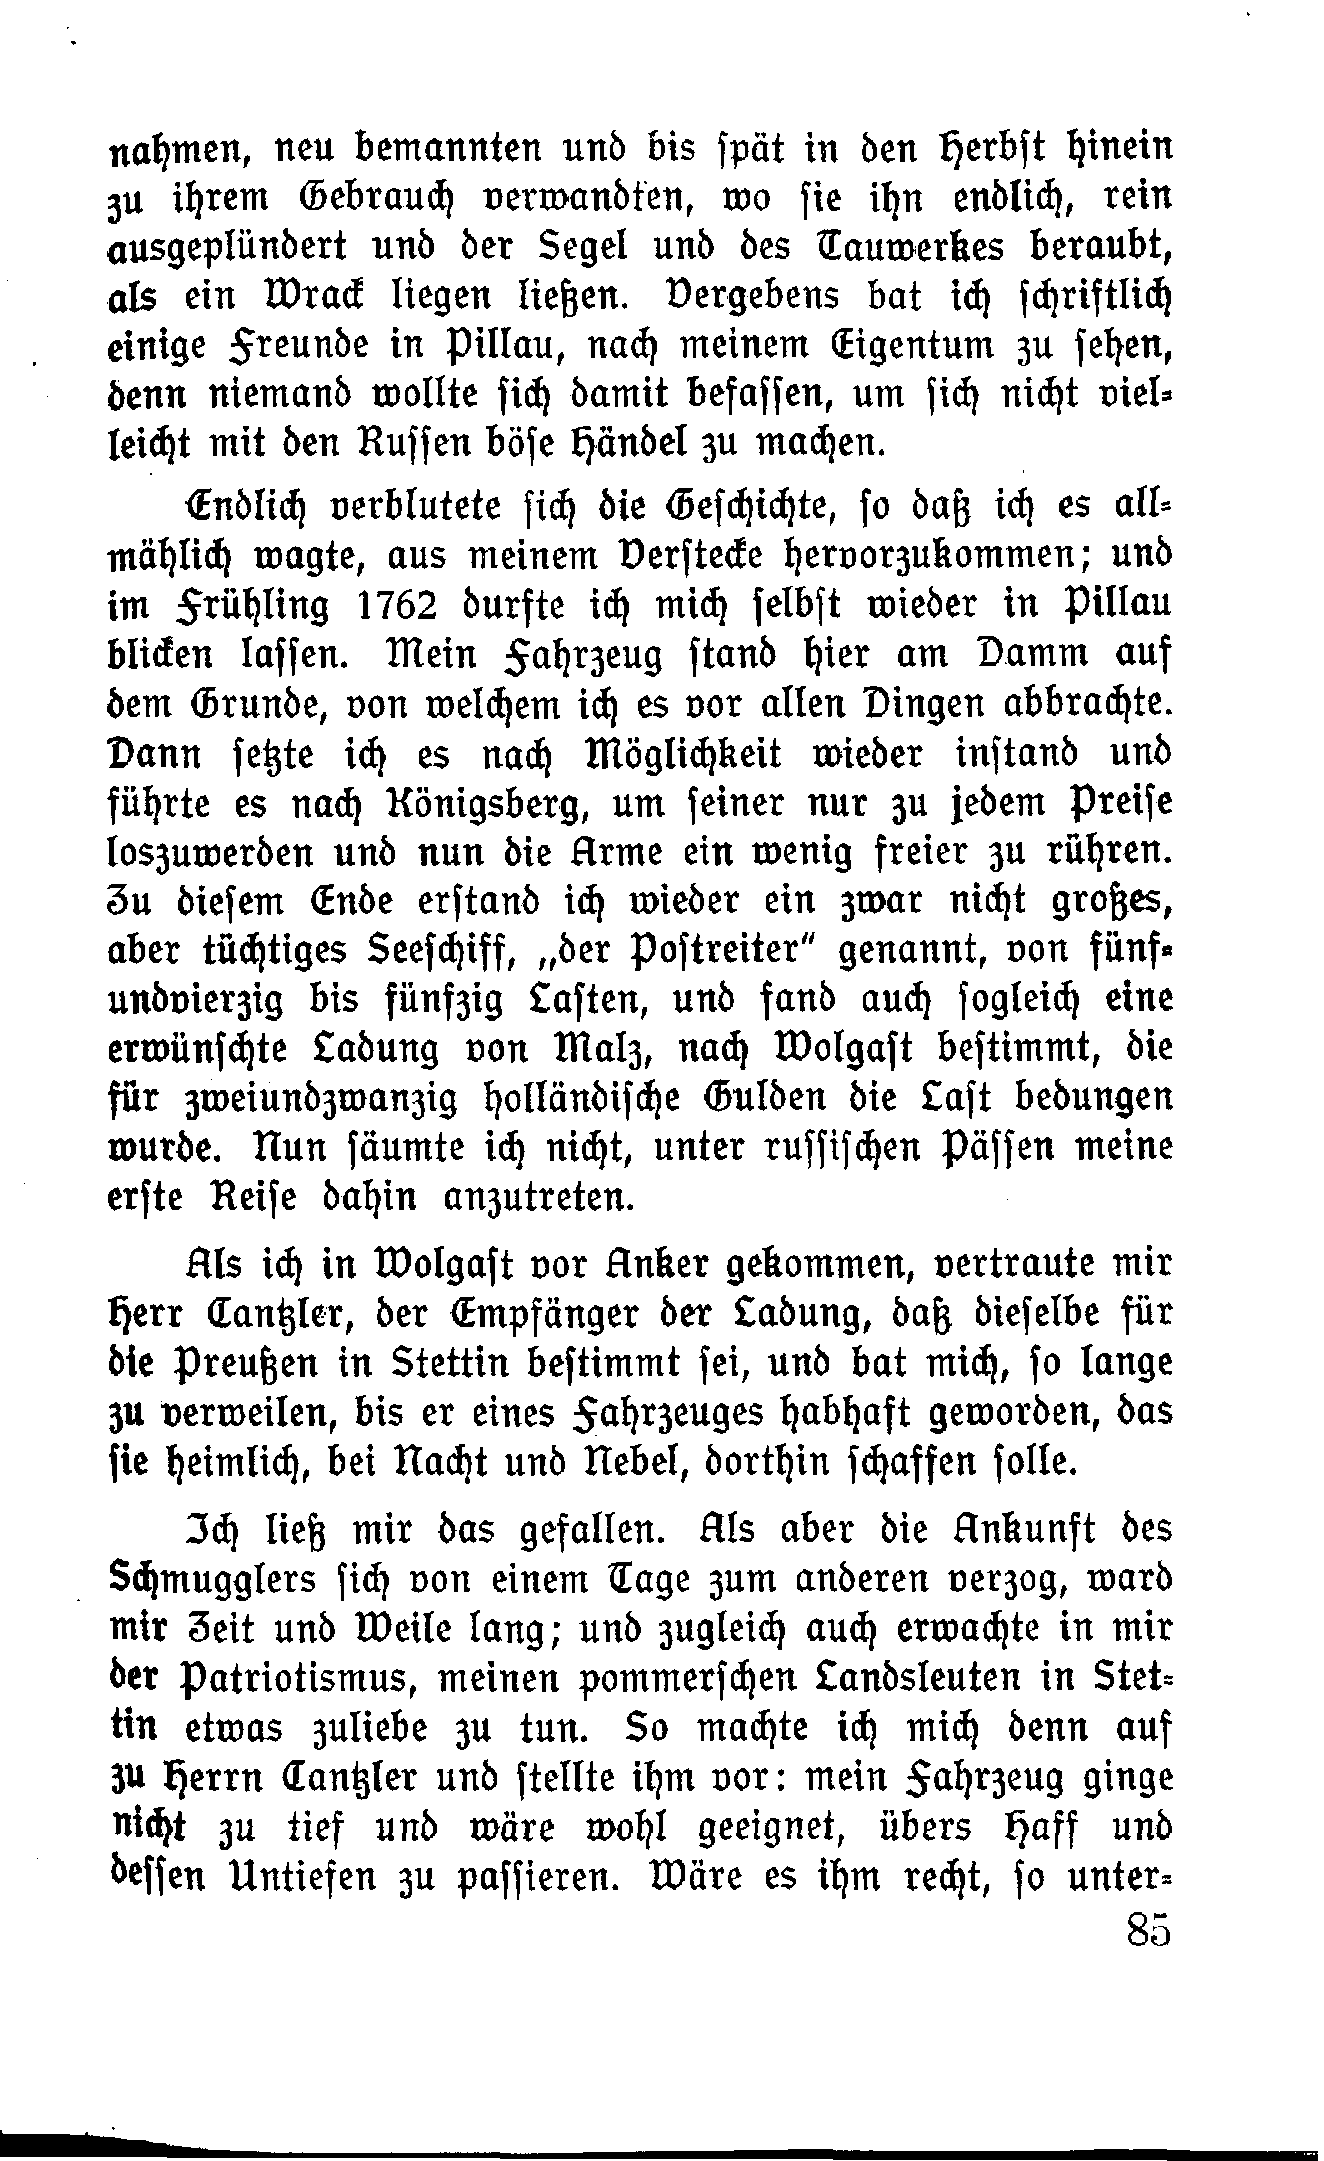 nahmen, neu bemannten und bis spät in den Herbst hinein
zu ihrem Gebrauch verwandten, wo sie ihn endlich, rein
ausgeplündert und der Segel und des Tauwerkes beraubt,
als ein Wrack liegen ließen. Vergebens bat ich schriftlich
einige Freunde in Pillau, nach meinem Eigentum zu sehen,
denn niemand wollte sich damit befassen, um sich nicht viel-
leicht mit den Russen böse Händel zu machen.
Endlich verblutete sich die Geschichte, so daß ich es all-
mählich wagte, aus meinem Verstecke hervorzukommen; und
im Frühling 1762 durfte ich mich selbst wieder in Pillau
blicken lassen. Mein Fahrzeug stand hier am Damm auf
dem Grunde, von welchem ich es vor allen Dingen abbrachte.
Dann setzte ich es nach Möglichkeit wieder instand und
führte es nach Königsberg, um seiner nur zu jedem Preise
loszuwerden und nun die Arme ein wenig freier zu rühren.
Zu diesem Ende erstand ich wieder ein zwar nicht großes,
aber tüchtiges Seeschiff, „der Postreiter" genannt, von fünf-
undvierzig bis fünfzig Lasten, und fand auch sogleich eine
erwünschte Ladung von Malz, nach Wolgast bestimmt, die
für zweiundzwanzig holländische Gulden die Last bedungen
wurde. Nun säumte ich nicht, unter russischen Pässen meine
erste Reise dahin anzutreten.
Als ich in Wolgast vor Anker gekommen, vertraute mir
Herr Cantzler, der Empfänger der Ladung, daß dieselbe für
die Preußen in Stettin bestimmt sei, und bat mich, so lange
zu verweilen, bis er eines Fahrzeuges habhaft geworden, das
sie heimlich, bei Nacht und Nebel, dorthin schaffen solle.
Ich ließ mir das gefallen. Als aber die Ankunft des
Schmugglers sich von einem Tage zum anderen verzog, ward
mir Zeit und Weile lang; und zugleich auch erwachte in mir
der Patriotismus, meinen pommerschen Landsleuten in Stet-
tin etwas zuliebe zu tun. So machte ich mich denn auf
zu Herrn Cantzler und stellte ihm vor: mein Fahrzeug ginge
nicht zu tief und wäre wohl geeignet, übers Haff und
dessen Untiefen zu passieren. Wäre es ihm recht, so unter-
85